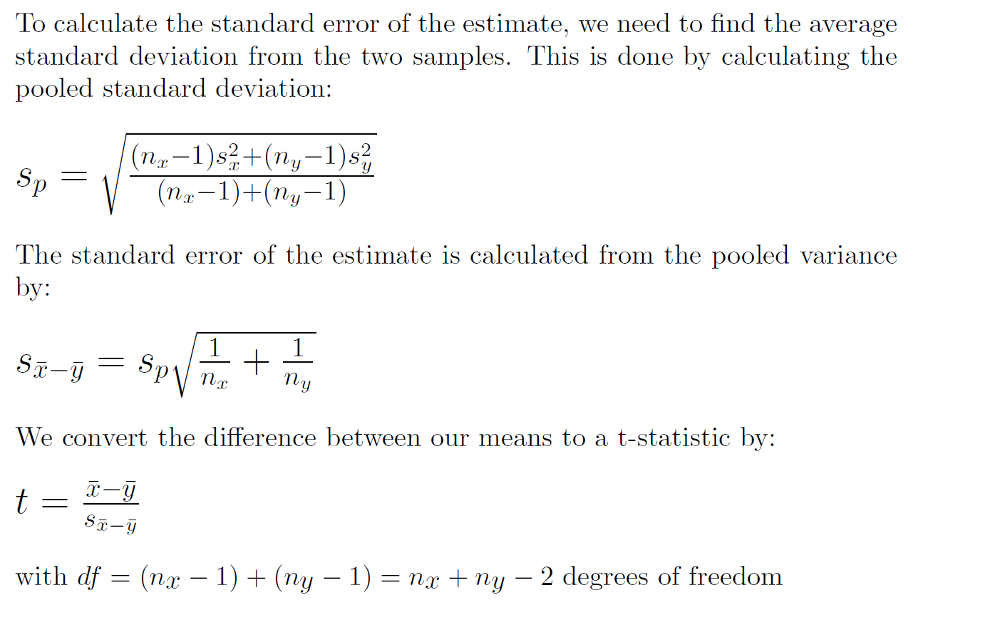 To calculate the standard error of the estimate, we need to find the average
standard deviation from the two samples. This is done by calculating the
pooled standard deviation:
$s_p = \sqrt{\frac{(n_x-1)s_x^2+(n_y-1)s_y^2}{(n_x-1)+(n_y-1)}}$
The standard error of the estimate is calculated from the pooled variance
by:
$s_{\bar{x}-\bar{y}} = s_p\sqrt{\frac{1}{n_x}+\frac{1}{n_y}}$
We convert the difference between our means to a t-statistic by:
$t = \frac{\bar{x}-\bar{y}}{s_{\bar{x}-\bar{y}}}$
with $df = (n_x - 1) + (n_y - 1) = n_x + n_y - 2$ degrees of freedom